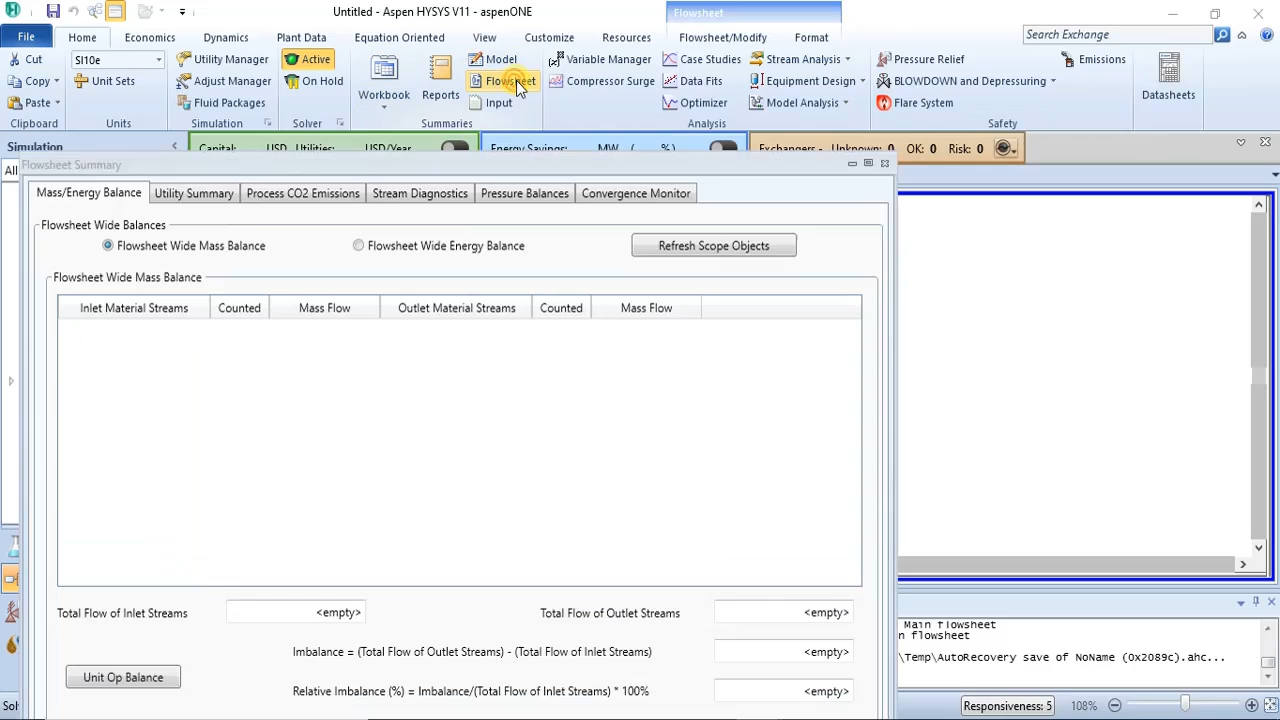 Untitled - Aspen HYSYS V11 - aspenONE
Flowsheet
File Home Economics Dynamics Plant Data Equation Oriented View Customize Resources Flowsheet/Modify Format
Search Exchange
Cut
Copy
Paste
Clipboard
SI10e
Unit Sets
Units
Utility Manager
Adjust Manager
Fluid Packages
Simulation
Active
On Hold
Solver
Workbook
Reports
Model
Flowsheet
Input
Summaries
Variable Manager
Compressor Surge
Case Studies
Data Fits
Optimizer
Stream Analysis
Equipment Design
Model Analysis
Analysis
Pressure Relief
BLOWDOWN and Depressuring
Flare System
Emissions
Safety
Datasheets
Simulation
Capital: USD Utilities: USD/Year
Energy Savings: MW ( %)
Exchangers - Unknown: 0 OK: 0 Risk: 0
All
Flowsheet Summary
Mass/Energy Balance Utility Summary Process CO2 Emissions Stream Diagnostics Pressure Balances Convergence Monitor
Flowsheet Wide Balances
Flowsheet Wide Mass Balance Flowsheet Wide Energy Balance Refresh Scope Objects
Flowsheet Wide Mass Balance
Inlet Material Streams Counted Mass Flow Outlet Material Streams Counted Mass Flow
Total Flow of Inlet Streams <empty> Total Flow of Outlet Streams <empty>
Imbalance = (Total Flow of Outlet Streams) - (Total Flow of Inlet Streams) <empty>
Unit Op Balance
Relative Imbalance (%) = Imbalance/(Total Flow of Inlet Streams) * 100% <empty>
Main flowsheet
n flowsheet
\Temp\AutoRecovery save of NoName (0x2089c).ahc...
Sol
Responsiveness: 5 108%